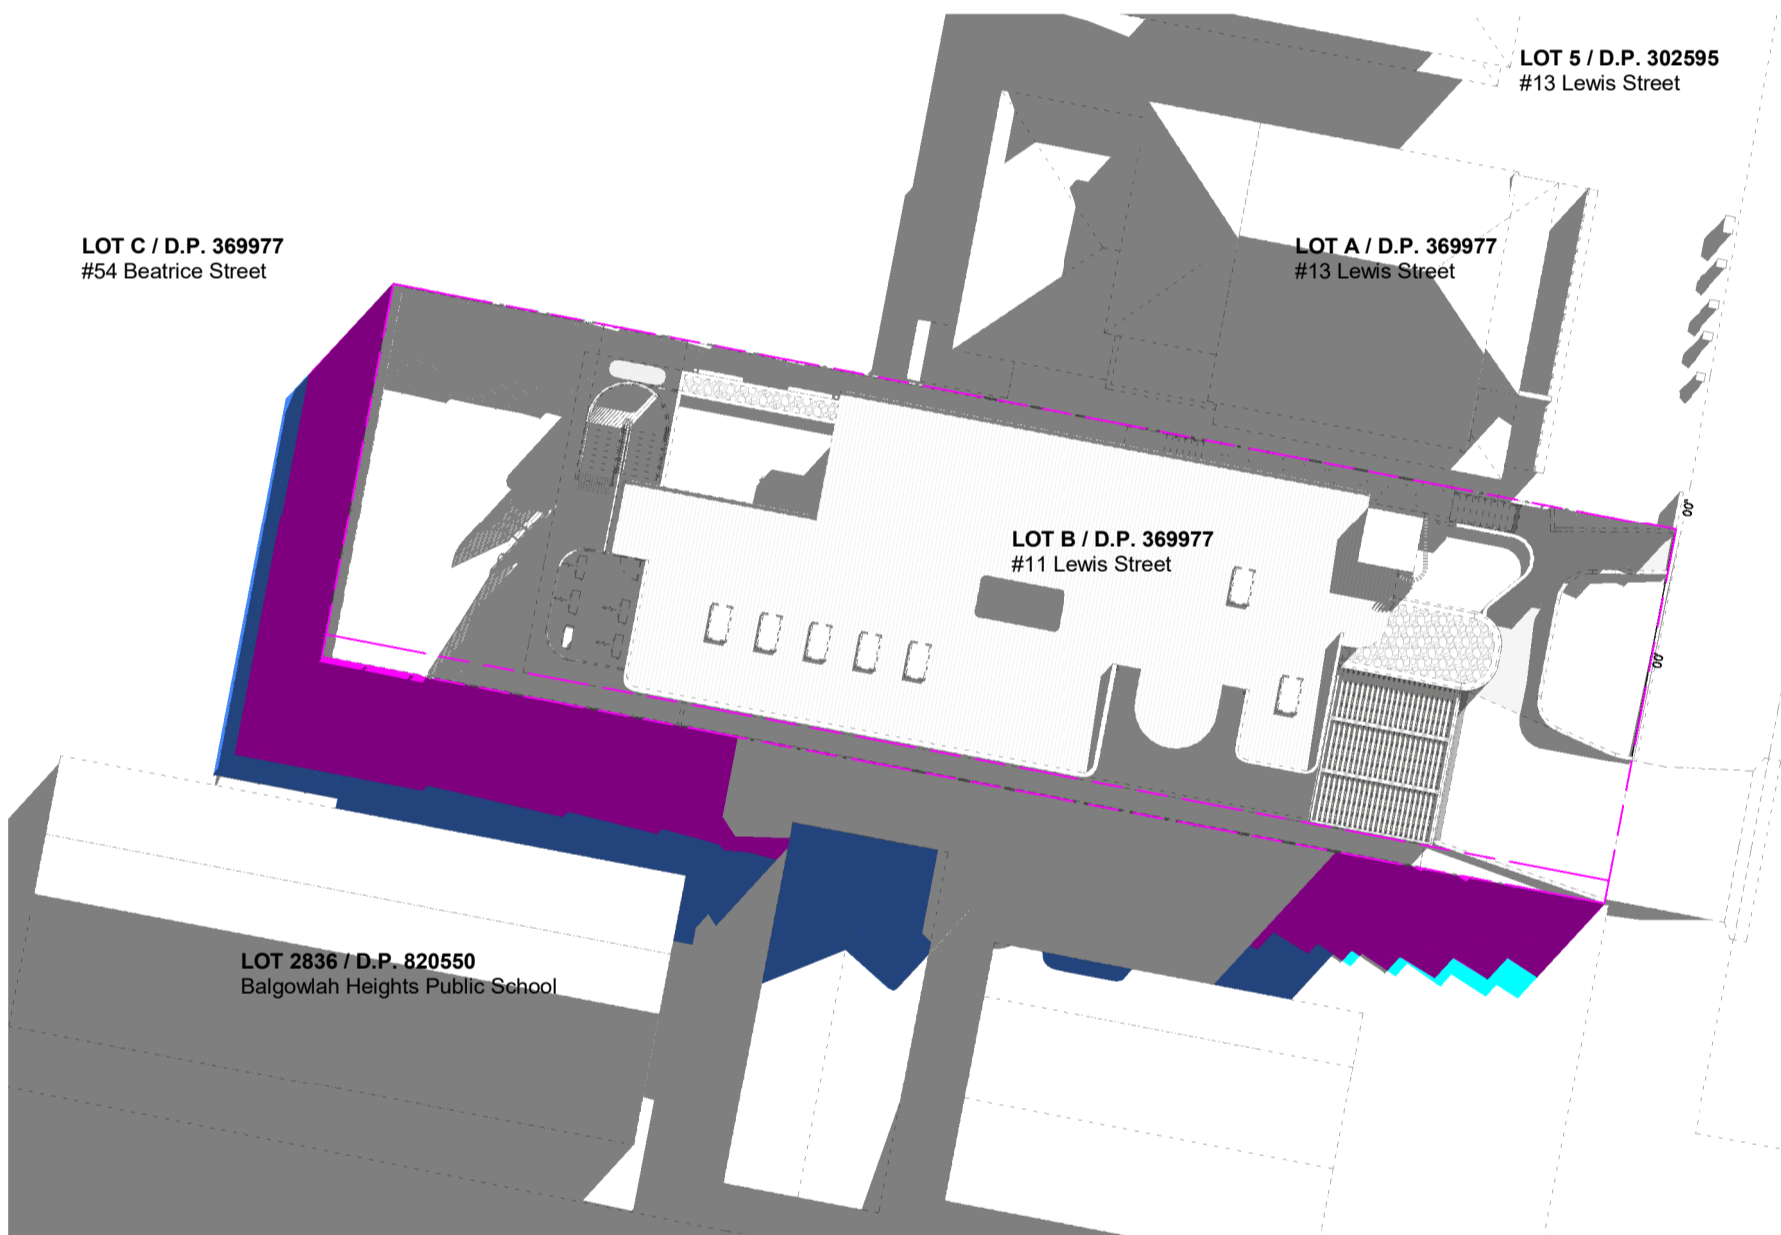 LOT 5 / D.P. 302595
#13 Lewis Street
LOT C / D.P. 369977
#54 Beatrice Street
LOT A / D.P. 369977
#13 Lewis Street
LOT B / D.P. 369977
#11 Lewis Street
LOT 2836 / D.P. 820550
Balgowlah Heights Public School